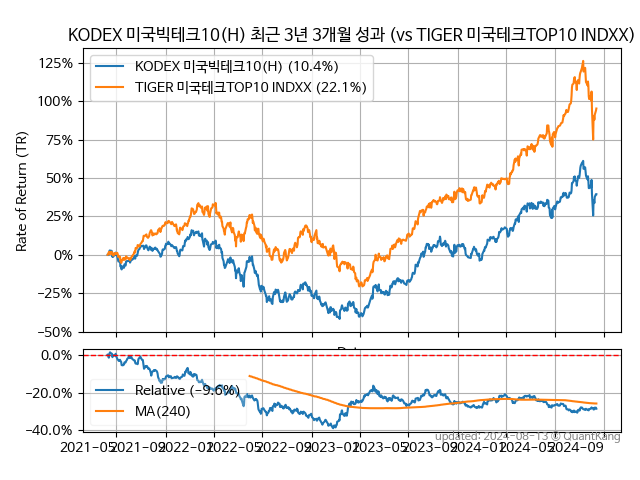 KODEX 미국빅테크10(H) 최근 3년 3개월 성과 (vs TIGER 미국테크TOP10 INDXX)
KODEX 미국빅테크10(H) (10.4%)
TIGER 미국테크TOP10 INDXX (22.1%)
Rate of Return (TR)
125%
100%
75%
50%
25%
0%
−25%
−50%
0.0%
−20.0%
−40.0%
Relative (-9.6%)
MA(240)
2021-05 2021-09 2022-01 2022-05 2022-09 2023-01 2023-05 2023-09 2024-01 2024-05 2024-09
updated: 2024-08-13 © QuantKang